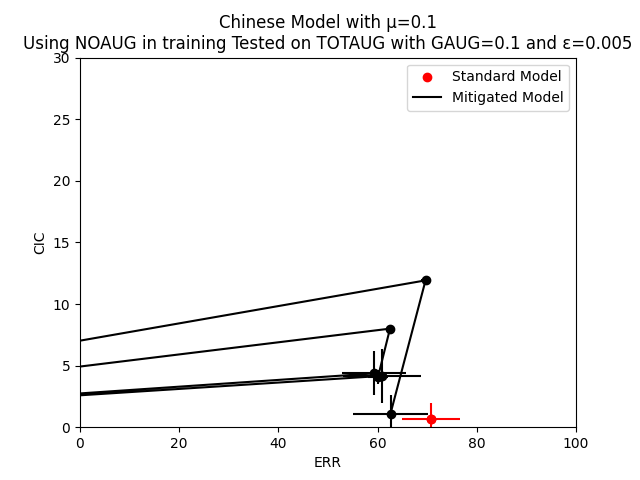 Chinese Model with μ=0.1
Using NOAUG in training Tested on TOTAUG with GAUG=0.1 and ε=0.005
Standard Model
Mitigated Model
CIC
30
25
20
15
10
5
0
0 20 40 60 80 100
ERR